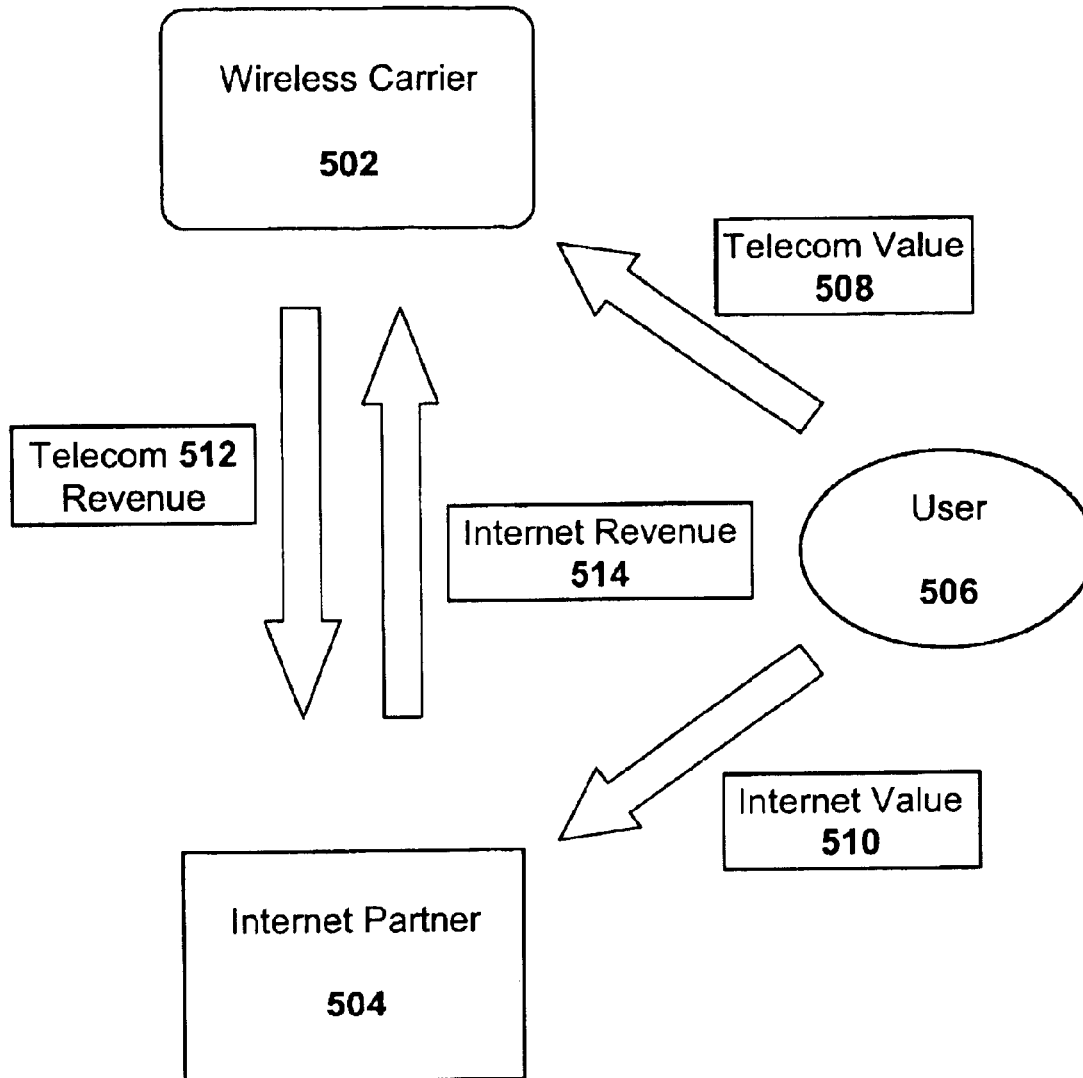 Wireless Carrier
502
Telecom Value
508
Telecom 512
Revenue
Internet Revenue
514
User
506
Internet Value
510
Internet Partner
504